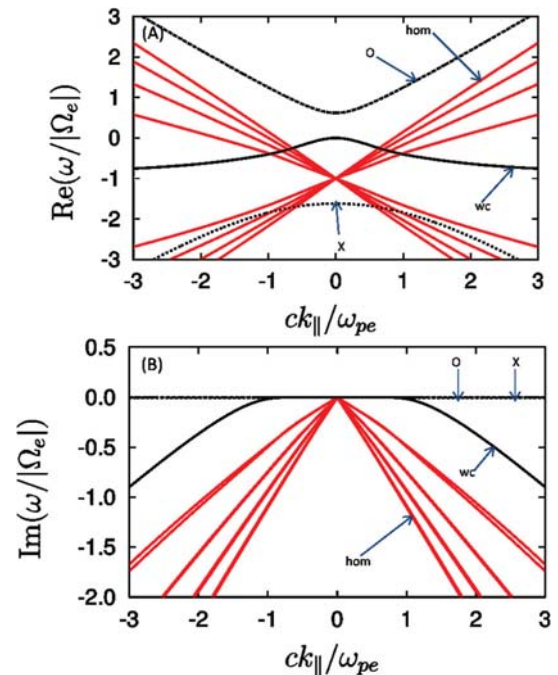 (A)
hom
O
3
2
1
0
-1
-2
-3
Re(ω/|Ωₑ|)
wc
X
-3 -2 -1 0 1 2 3
ck∥/ωpe
(B)
O X
0.5
0.0
-0.5
-1.0
-1.5
-2.0
Im(ω/|Ωₑ|)
wc
hom
-3 -2 -1 0 1 2 3
ck∥/ωpe